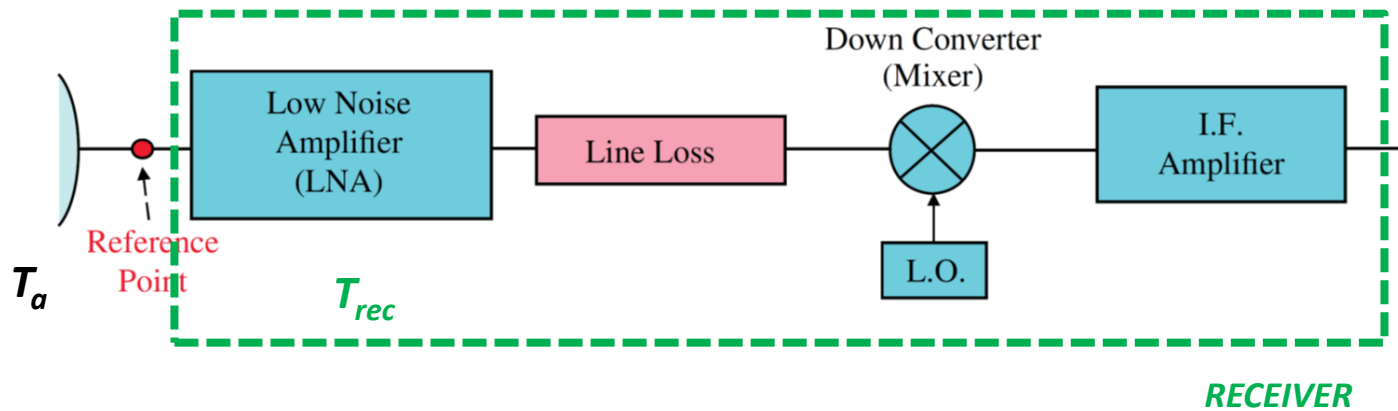 Down Converter
(Mixer)
Low Noise
Amplifier
(LNA)
Line Loss
I.F.
Amplifier
Reference
Point
L.O.
Ta
Trec
RECEIVER